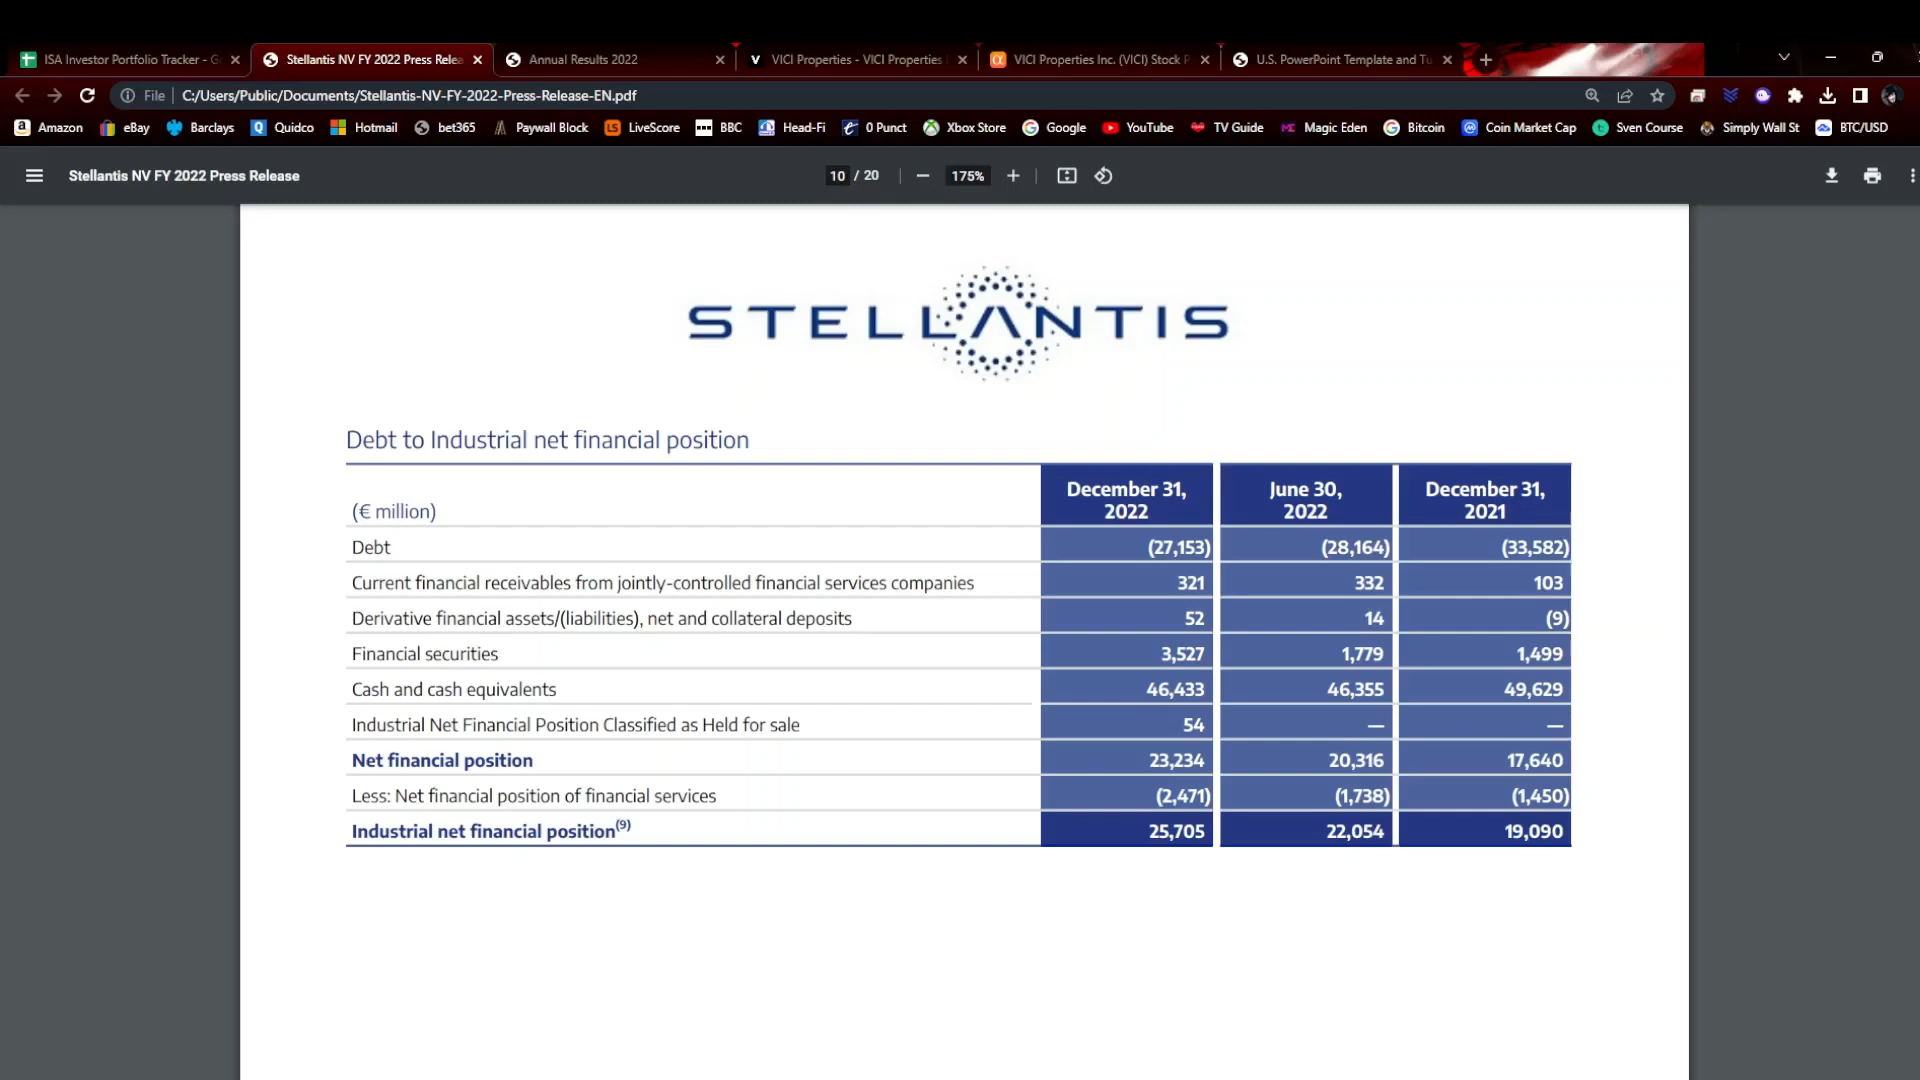 ISA Investor Portfolio Tracker - G
Stellantis NV FY 2022 Press Relea
Annual Results 2022
VICI Properties - VICI Properties
VICI Properties Inc. (VICI) Stock P
U.S. PowerPoint Template and Tu
File
C:/Users/Public/Documents/Stellantis-NV-FY-2022-Press-Release-EN.pdf
Amazon eBay Barclays Quidco Hotmail bet365 Paywall Block LiveScore BBC Head-Fi 0 Punct Xbox Store Google YouTube TV Guide Magic Eden Bitcoin Coin Market Cap Sven Course Simply Wall St BTC/USD
Stellantis NV FY 2022 Press Release
10 / 20
175%
STELLANTIS
Debt to Industrial net financial position
(€ million) December 31, 2022 June 30, 2022 December 31, 2021
Debt (27,153) (28,164) (33,582)
Current financial receivables from jointly-controlled financial services companies 321 332 103
Derivative financial assets/(liabilities), net and collateral deposits 52 14 (9)
Financial securities 3,527 1,779 1,499
Cash and cash equivalents 46,433 46,355 49,629
Industrial Net Financial Position Classified as Held for sale 54 — —
Net financial position 23,234 20,316 17,640
Less: Net financial position of financial services (2,471) (1,738) (1,450)
Industrial net financial position(9) 25,705 22,054 19,090